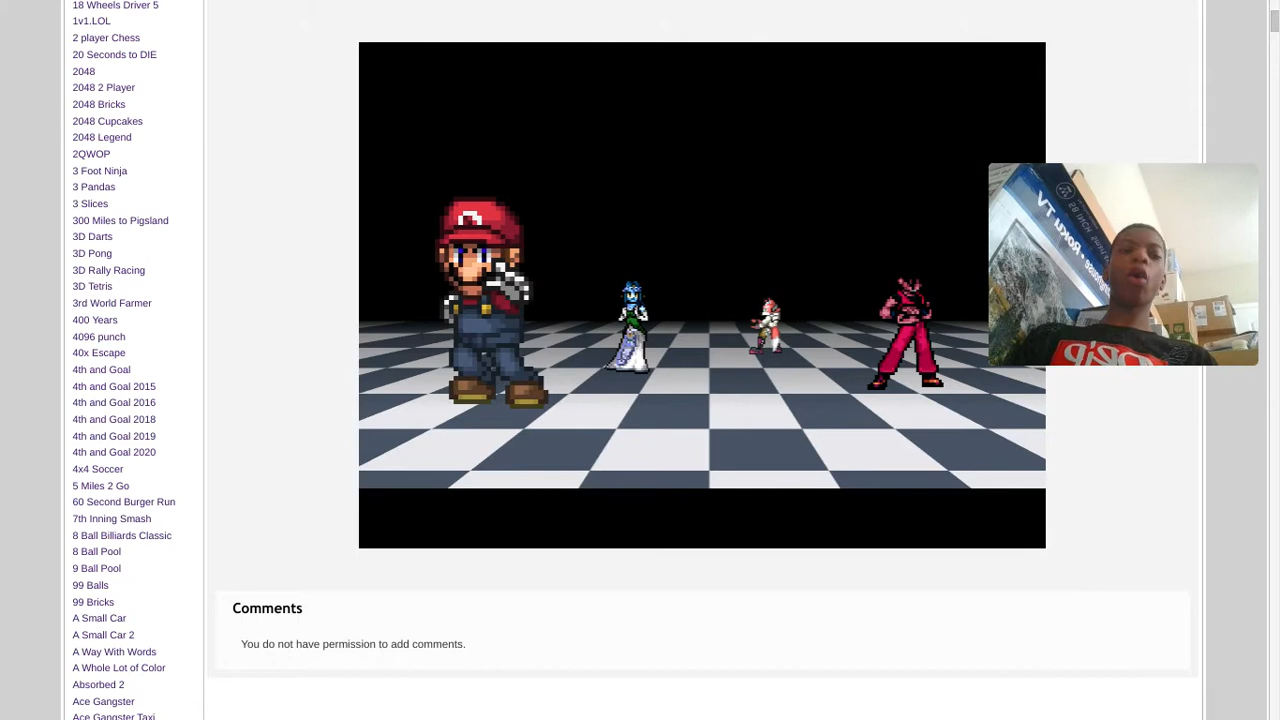 18 Wheels Driver 5
1v1.LOL
2 player Chess
20 Seconds to DIE
2048
2048 2 Player
2048 Bricks
2048 Cupcakes
2048 Legend
2QWOP
3 Foot Ninja
3 Pandas
3 Slices
300 Miles to Pigsland
3D Darts
3D Pong
3D Rally Racing
3D Tetris
3rd World Farmer
400 Years
4096 punch
40x Escape
4th and Goal
4th and Goal 2015
4th and Goal 2016
4th and Goal 2018
4th and Goal 2019
4th and Goal 2020
4x4 Soccer
5 Miles 2 Go
60 Second Burger Run
7th Inning Smash
8 Ball Billiards Classic
8 Ball Pool
9 Ball Pool
99 Balls
99 Bricks
A Small Car
A Small Car 2
A Way With Words
A Whole Lot of Color
Absorbed 2
Ace Gangster
Ace Gangster Taxi
M
Roku TV
Comments
You do not have permission to add comments.